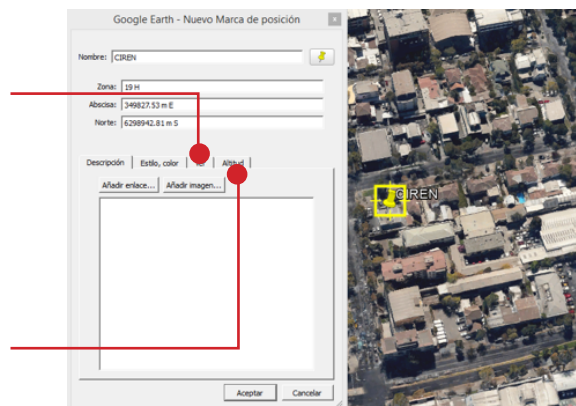 Google Earth - Nuevo Marca de posición
Nombre: CIREN
Zona: 19 H
Abscisa: 349827.53 m E
Norte: 6298942.81 m S
Descripción Estilo, color Altitud
Añadir enlace... Añadir imagen...
CIREN
Aceptar Cancelar